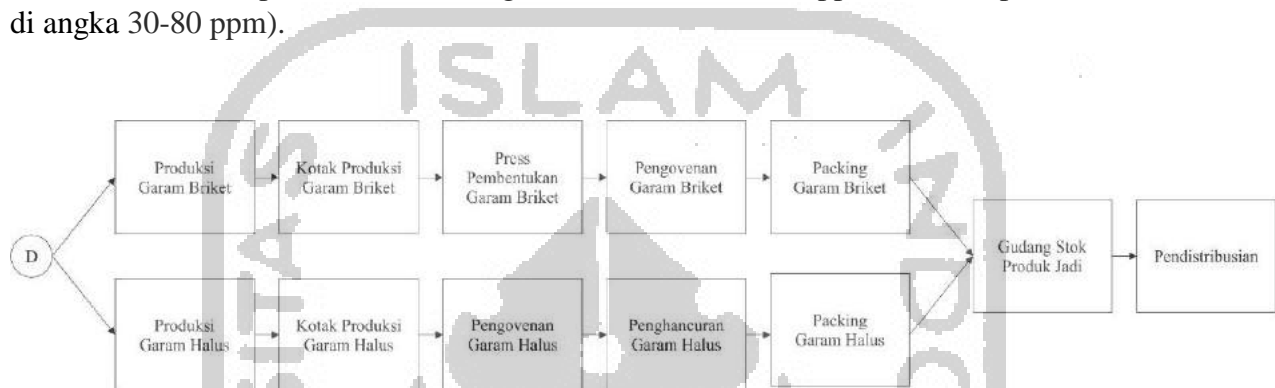 di angka 30-80 ppm).
ISLAM
Produksi
Garam Briket
Kotak Produksi
Garam Briket
Press
Pembentukan
Garam Briket
Pengovenan
Garam Briket
Packing
Garam Briket
D
Gudang Stok
Produk Jadi
Pendistribusian
Produksi
Garam Halus
Kotak Produksi
Garam Halus
Pengovenan
Garam Halus
Penghancuran
Garam Halus
Packing
Garam Halus